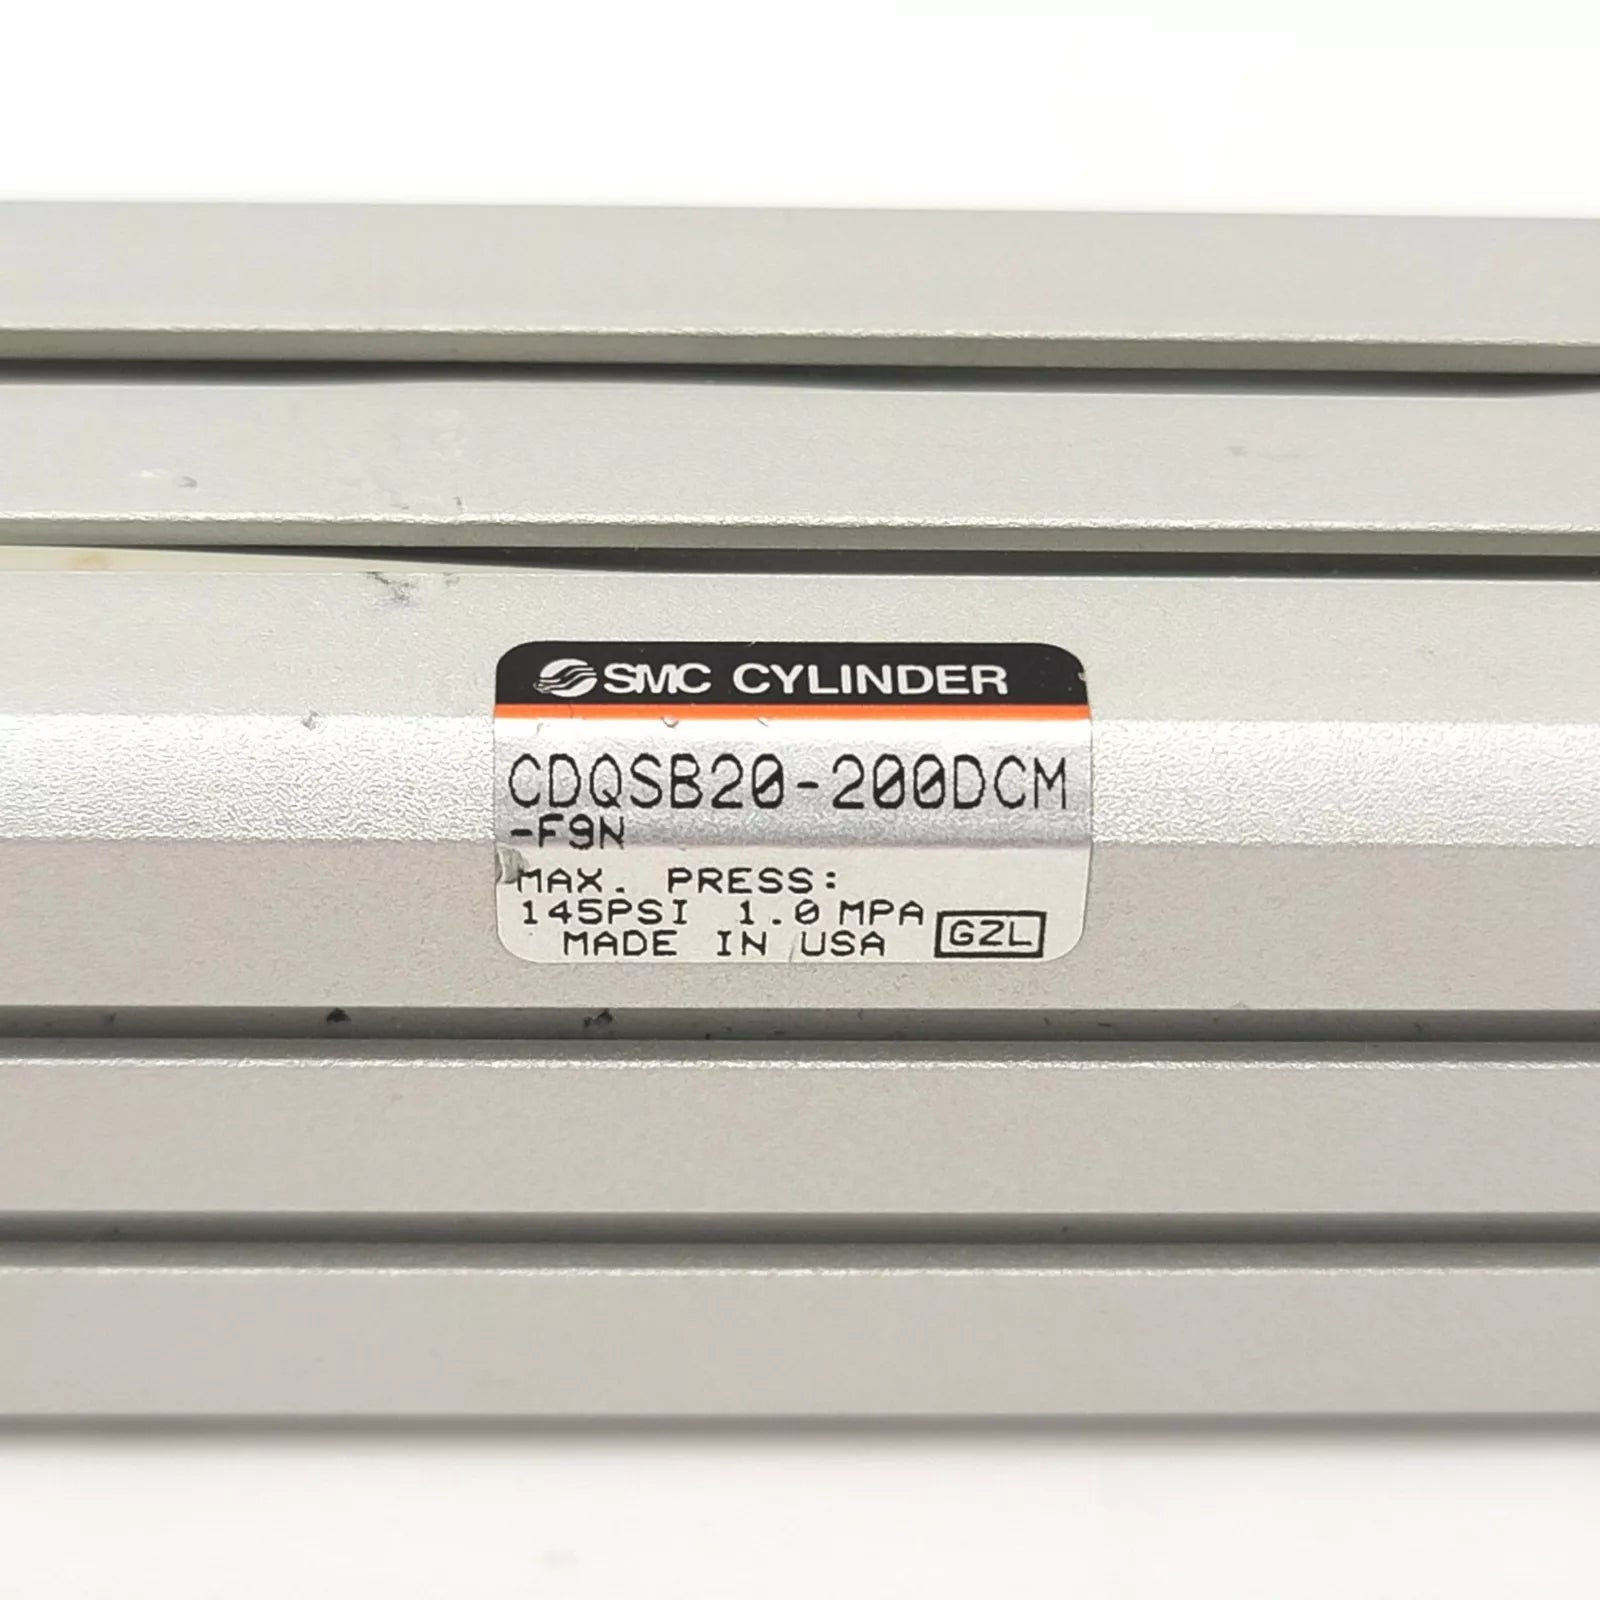 SMC CYLINDER
CDQSB20-200DCM
-F9N
MAX. PRESS:
145PSI 1.0 MPA
MADE IN USA GZL